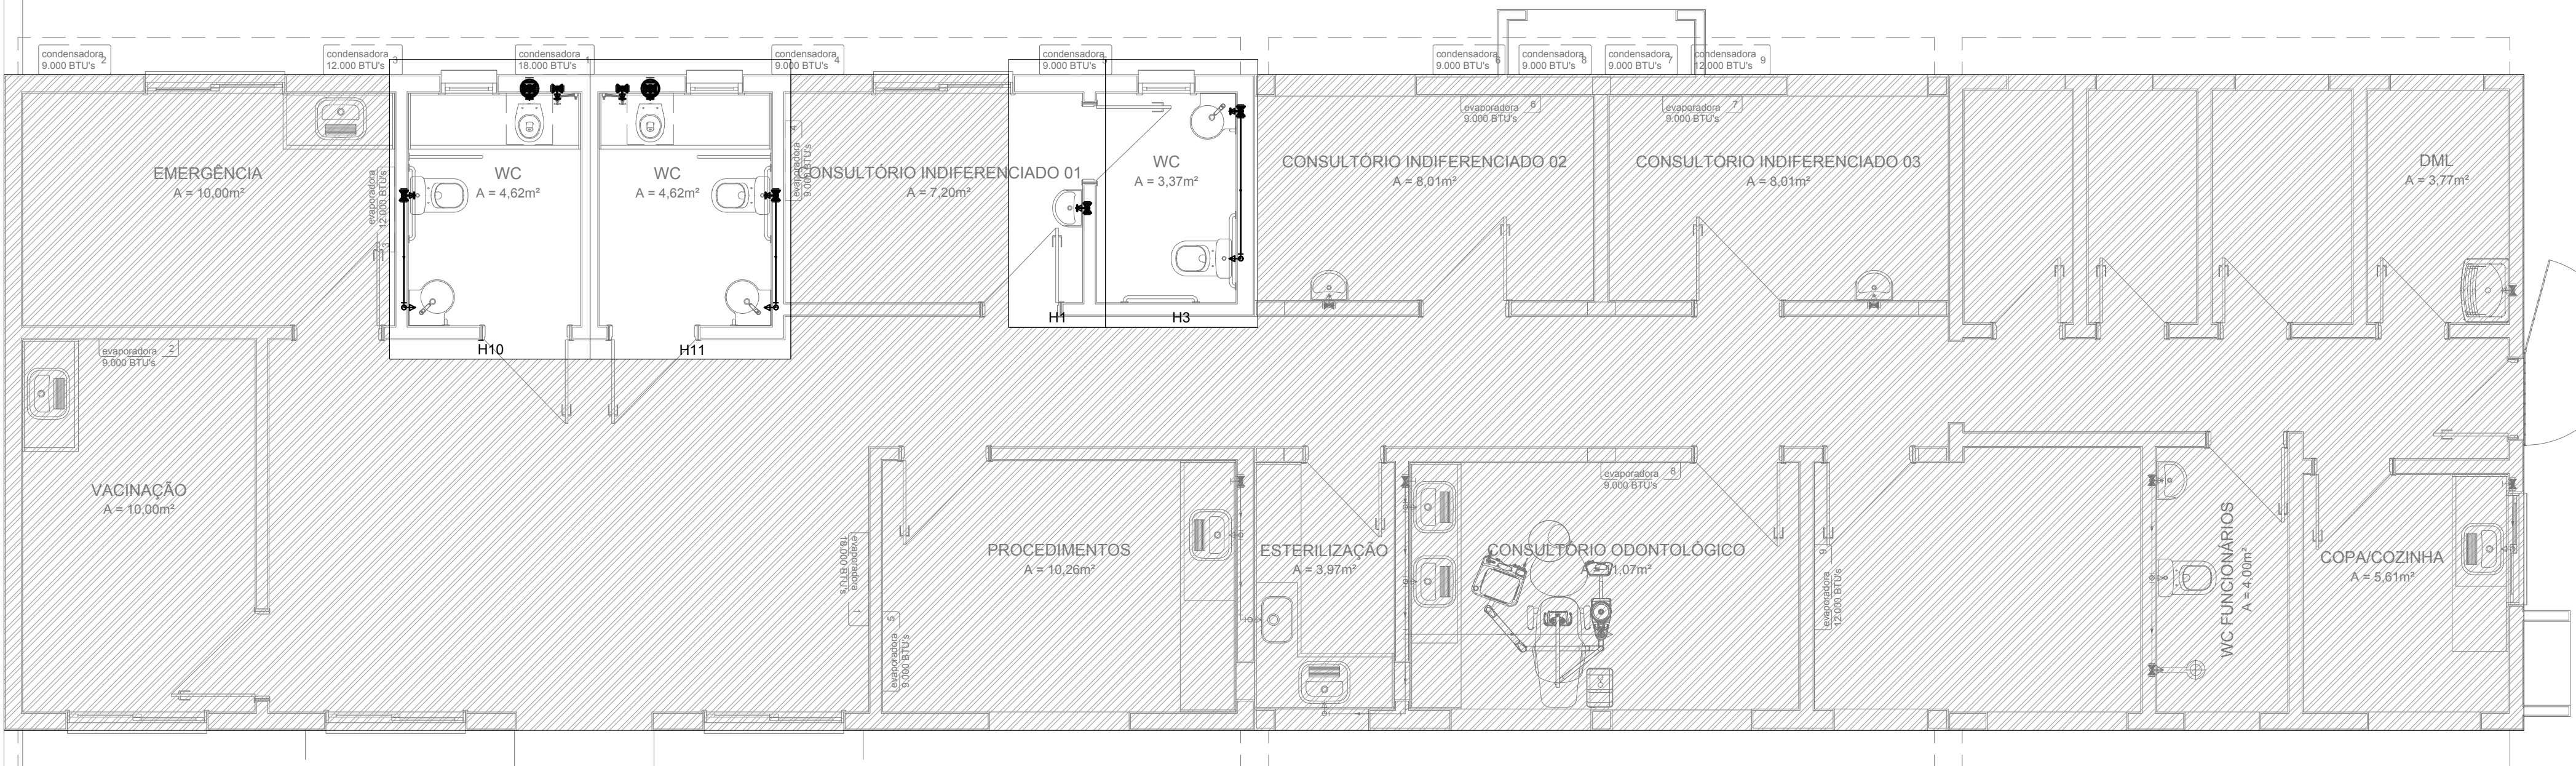 condensadora 2
9.000 BTU's
condensadora 3
12.000 BTU's
condensadora 1
18.000 BTU's
condensadora 4
9.000 BTU's
condensadora 5
9.000 BTU's
condensadora 6
9.000 BTU's
condensadora 8
9.000 BTU's
condensadora 7
9.000 BTU's
condensadora 9
12.000 BTU's
evaporadora 6
9.000 BTU's
evaporadora 7
9.000 BTU's
EMERGÊNCIA
A = 10,00m²
evaporadora 3
12.000 BTU's
WC
A = 4,62m²
WC
A = 4,62m²
evaporadora 4
9.000 BTU's
CONSULTÓRIO INDIFERENCIADO 01
A = 7,20m²
WC
A = 3,37m²
CONSULTÓRIO INDIFERENCIADO 02
A = 8,01m²
CONSULTÓRIO INDIFERENCIADO 03
A = 8,01m²
DML
A = 3,77m²
H1
H3
H10
H11
evaporadora 2
9.000 BTU's
VACINAÇÃO
A = 10,00m²
evaporadora 1
18.000 BTU's
evaporadora 5
9.000 BTU's
PROCEDIMENTOS
A = 10,26m²
ESTERILIZAÇÃO
A = 3,97m²
evaporadora 8
9.000 BTU's
CONSULTÓRIO ODONTOLÓGICO
1,07m²
evaporadora 9
12.000 BTU's
WC FUNCIONÁRIOS
A = 4,00m²
COPA/COZINHA
A = 5,61m²